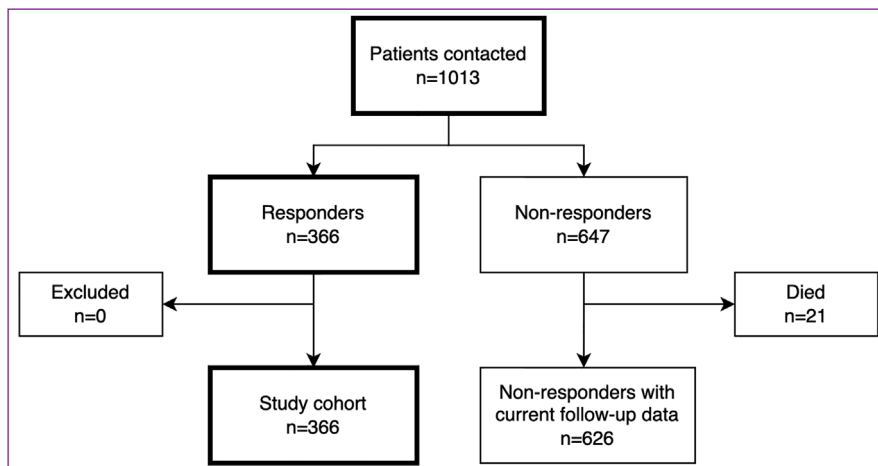 Patients contacted
n=1013
Responders
n=366
Non-responders
n=647
Excluded
n=0
Died
n=21
Study cohort
n=366
Non-responders with
current follow-up data
n=626